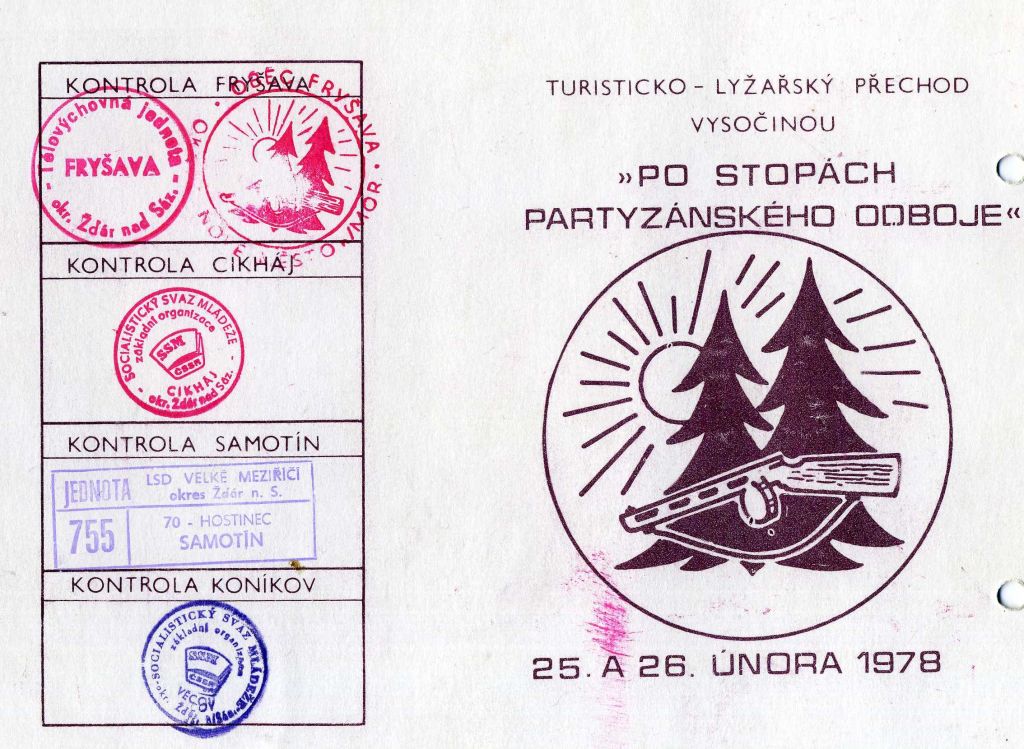 KONTROLA FRYŠAVA
Tělovýchovná jednota
FRYŠAVA
- okr. Žďár nad Sáz. -
OBEC FRYŠAVA
KONTROLA CIKHÁJ
SOCIALISTICKÝ SVAZ MLÁDEŽE
základní organizace
SSM
ČSSR
CIKHÁJ
- okr. Žďár nad Sáz. -
KONTROLA SAMOTÍN
JEDNOTA
LSD VELKÉ MEZIŘÍČÍ
okres Žďár n. S.
755
70 - HOSTINEC
SAMOTÍN
KONTROLA KONÍKOV
SOCIALISTICKÝ SVAZ MLÁDEŽE
základní organizace
SSM
ČSSR
VĚCOV
okr. Žďár n/Sáz.
TURISTICKO - LYŽAŘSKÝ PŘECHOD
VYSOČINOU
»PO STOPÁCH
PARTYZÁNSKÉHO ODBOJE«
25. A 26. ÚNORA 1978